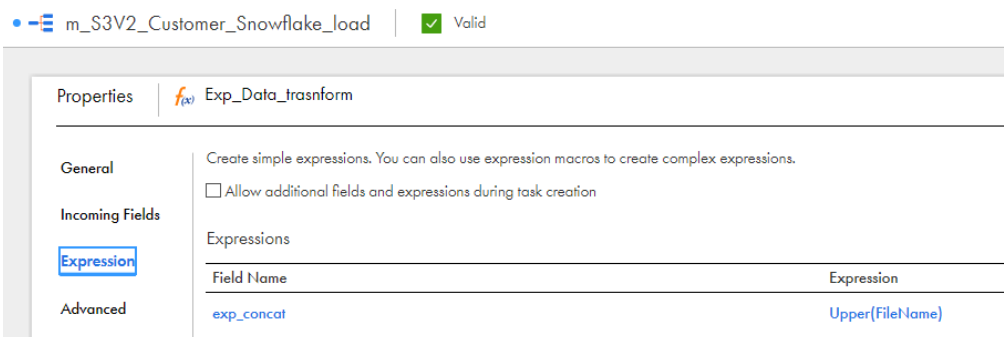 m_S3V2_Customer_Snowflake_load Valid
Properties f(x) Exp_Data_trasnform
General
Create simple expressions. You can also use expression macros to create complex expressions.
Allow additional fields and expressions during task creation
Incoming Fields
Expressions
Expression
Field Name Expression
Advanced
exp_concat Upper(FileName)